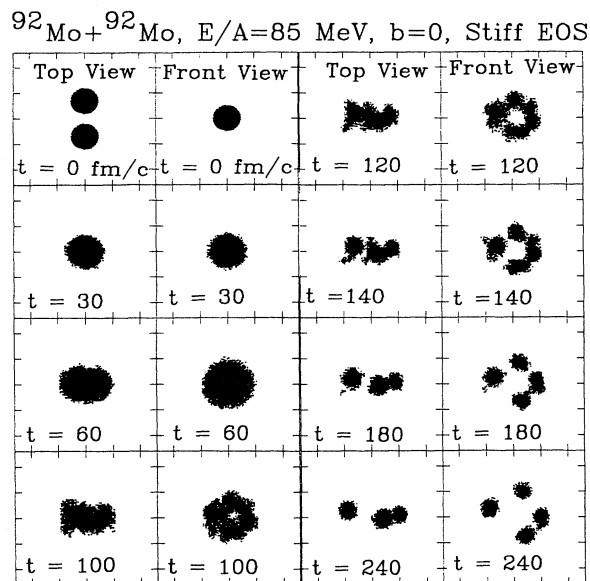 ⁹²Mo+⁹²Mo, E/A=85 MeV, b=0, Stiff EOS
Top View Front View Top View Front View
t = 0 fm/c t = 0 fm/c t = 120 t = 120
t = 30 t = 30 t =140 t =140
t = 60 t = 60 t = 180 t = 180
t = 100 t = 100 t = 240 t = 240